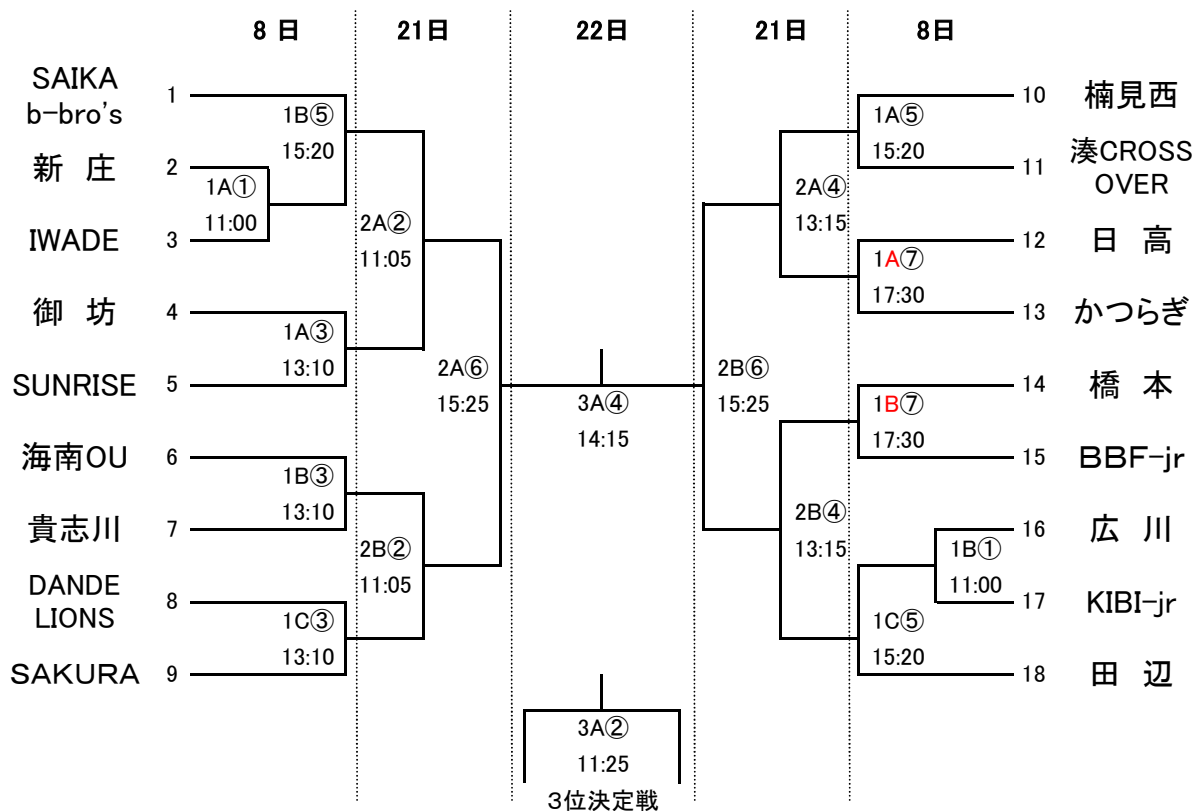 8 日 21日 22日 21日 8日
SAIKA
b-bro's
1
1B⑤
15:20
新 庄
2
1A①
11:00
IWADE
3
2A②
11:05
御 坊
4
1A③
13:10
SUNRISE
5
2A⑥
15:25
海南OU
6
1B③
13:10
貴志川
7
2B②
11:05
DANDE
LIONS
8
1C③
13:10
SAKURA
9
3A④
14:15
3A②
11:25
3位決定戦
10
楠見西
1A⑤
15:20
11
湊CROSS
OVER
2A④
13:15
12
日 高
1A⑦
17:30
13
かつらぎ
2B⑥
15:25
14
橋 本
1B⑦
17:30
15
BBF-jr
2B④
13:15
16
広 川
1B①
11:00
17
KIBI-jr
1C⑤
15:20
18
田 辺